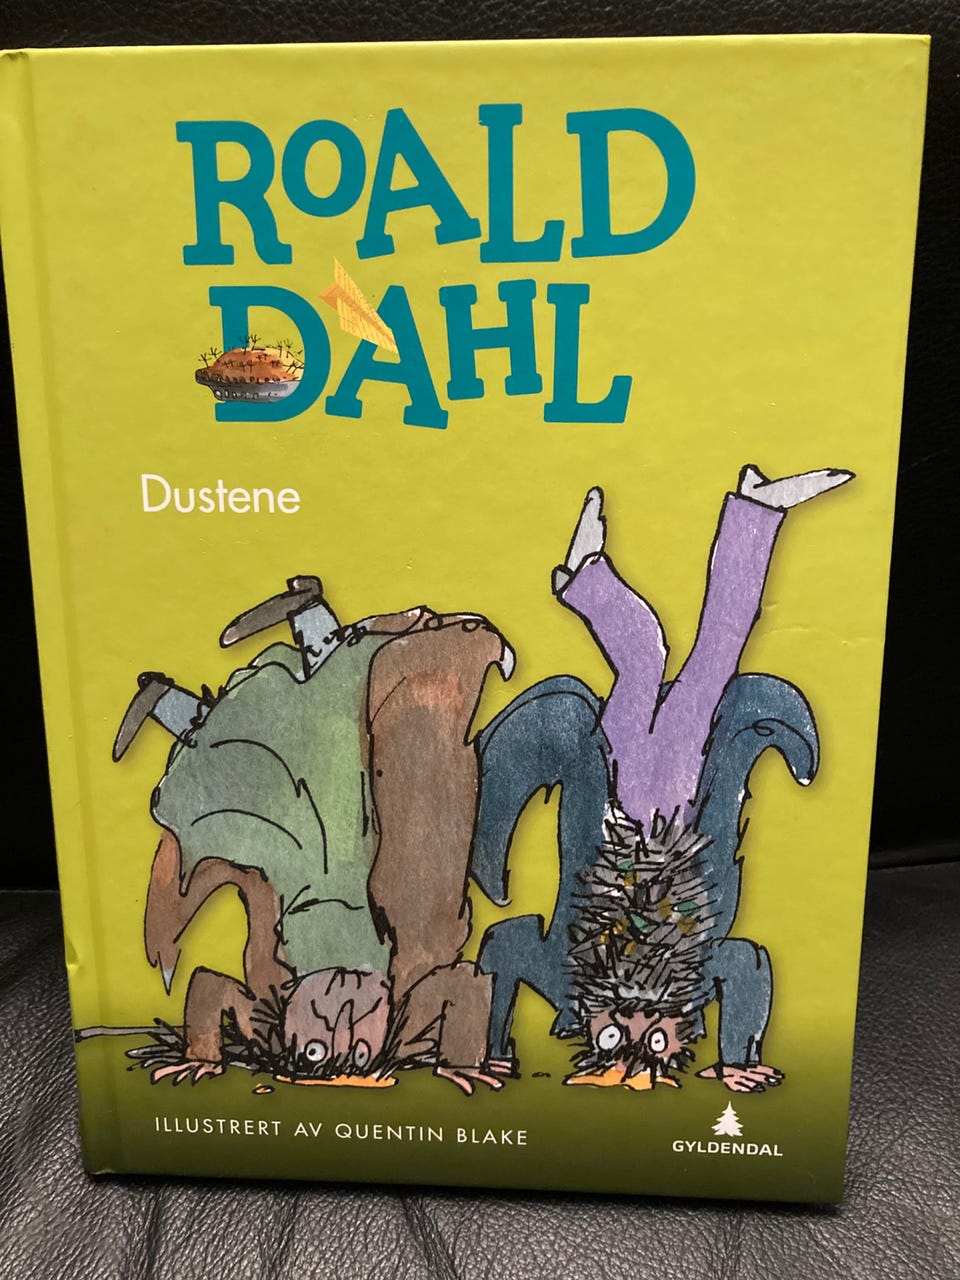 ROALD
DAHL
Dustene
ILLUSTRERT AV QUENTIN BLAKE
GYLDENDAL